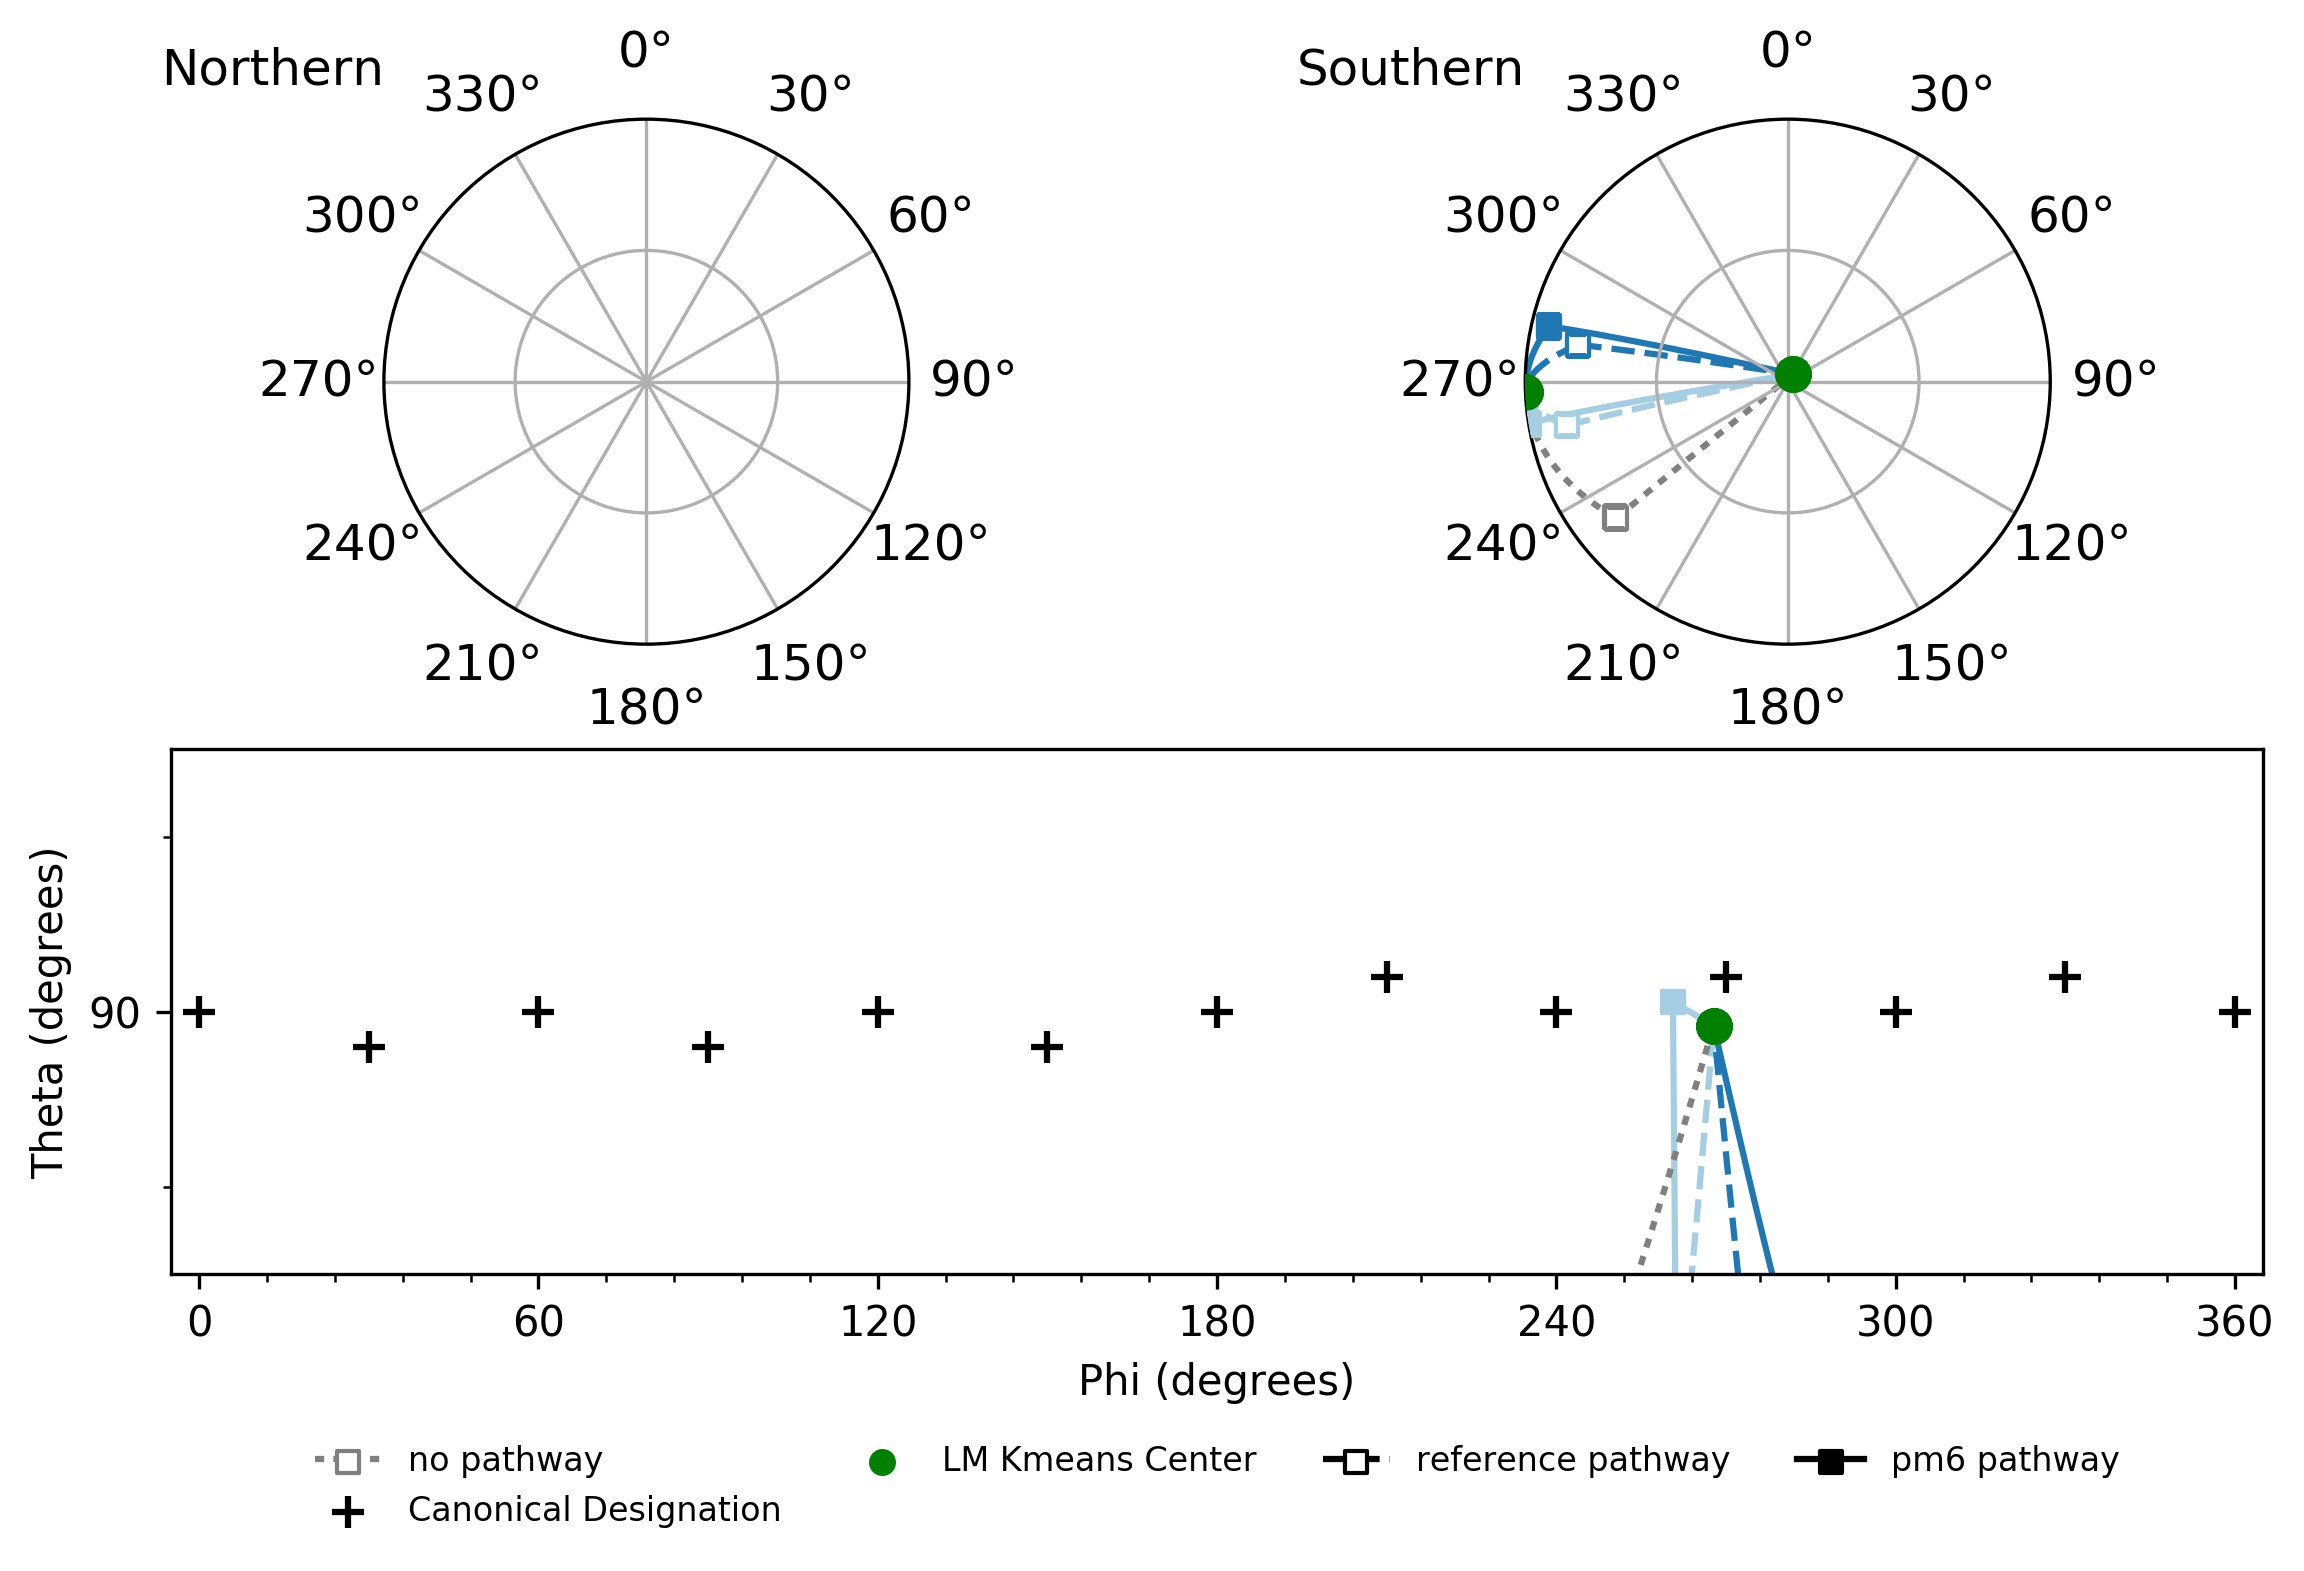 Northern
0°
30°
60°
90°
120°
150°
180°
210°
240°
270°
300°
330°
Southern
0°
30°
60°
90°
120°
150°
180°
210°
240°
270°
300°
330°
Theta (degrees)
90
0 60 120 180 240 300 360
Phi (degrees)
no pathway
Canonical Designation
LM Kmeans Center
reference pathway
pm6 pathway